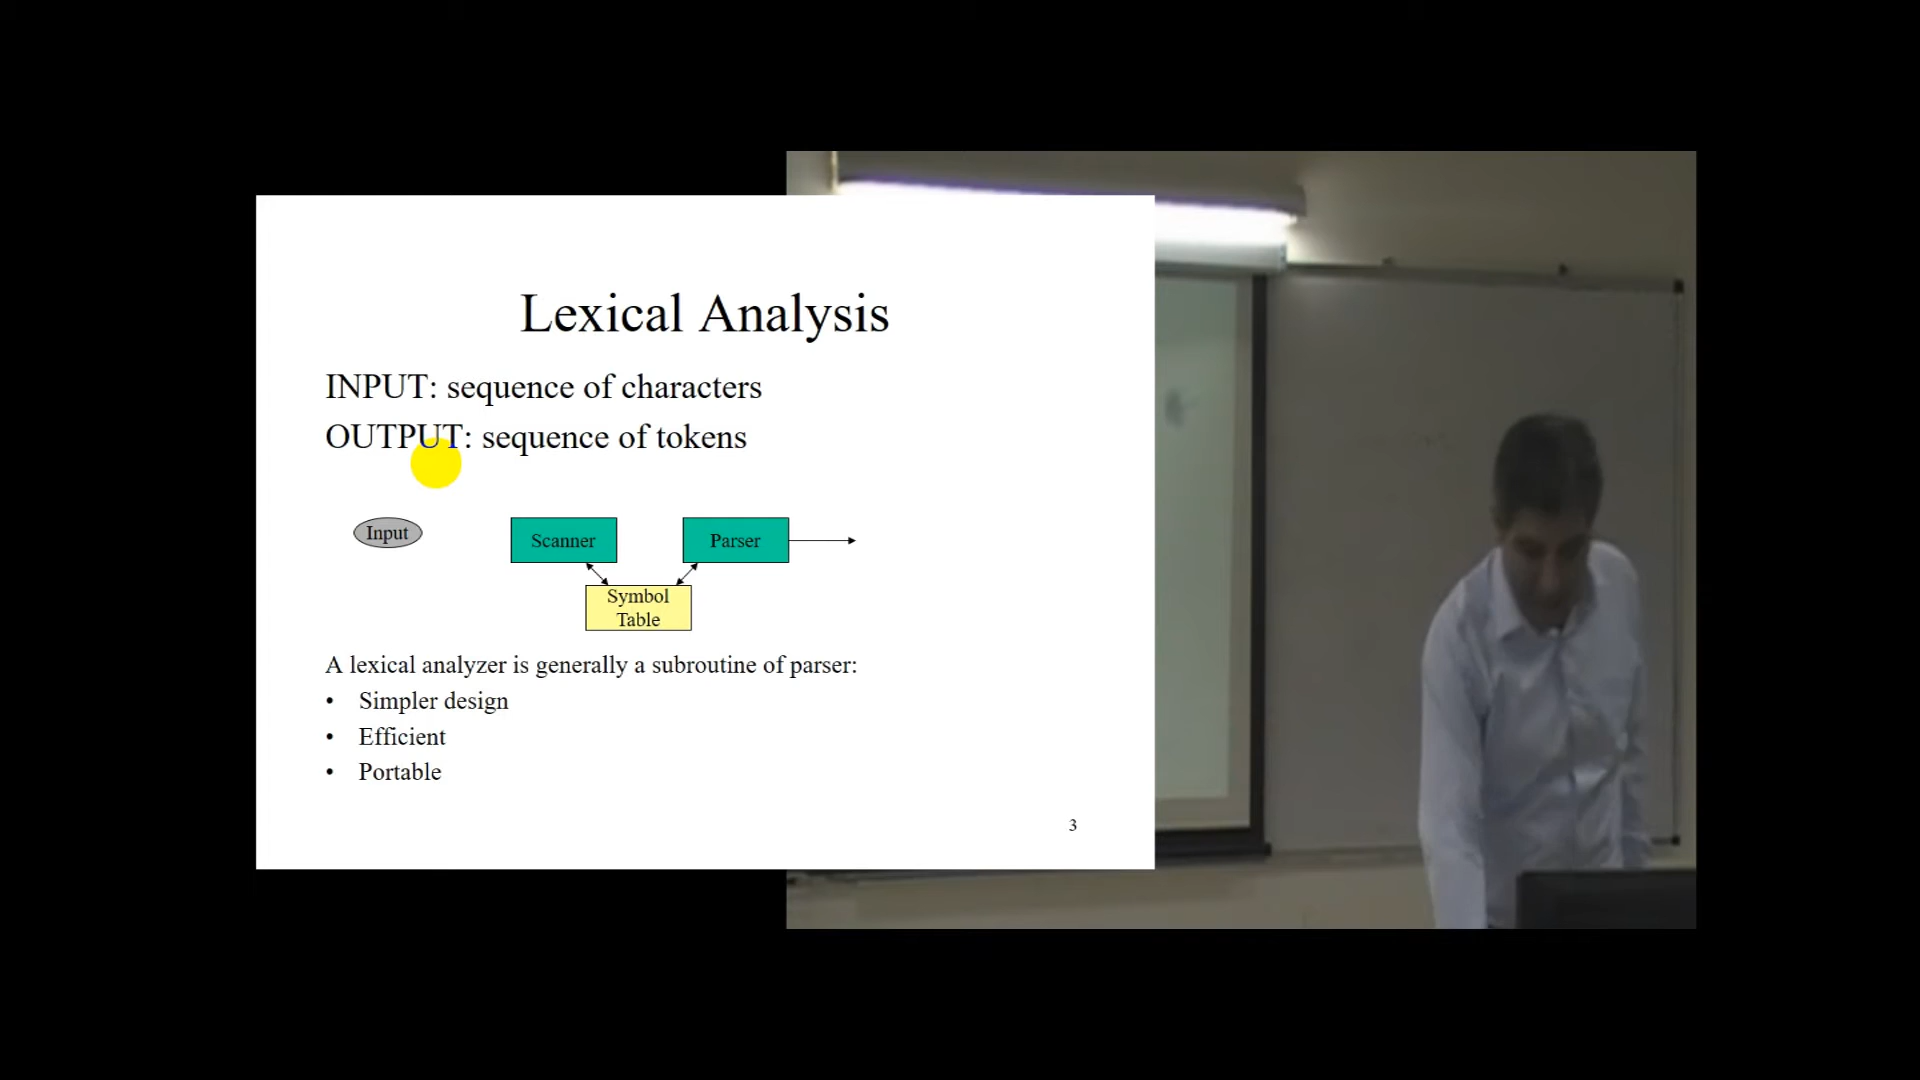 Lexical Analysis
INPUT: sequence of characters
OUTPUT: sequence of tokens
Input
Scanner
Parser
Symbol
Table
A lexical analyzer is generally a subroutine of parser:
• Simpler design
• Efficient
• Portable
3